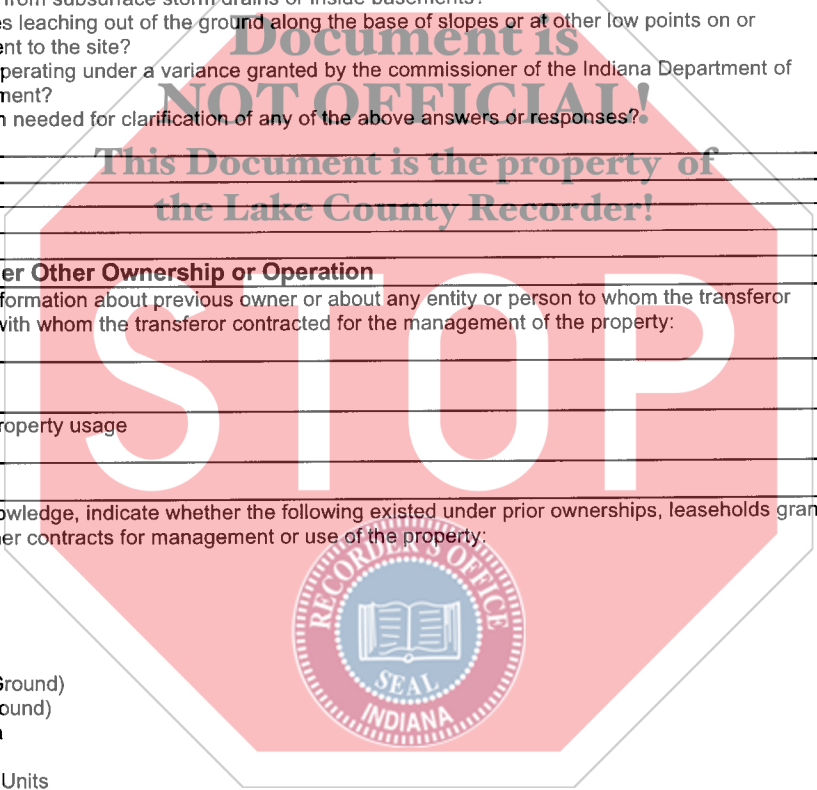 from subsurface storm drains or inside basements?
es leaching out of the ground along the base of slopes or at other low points on or
ent to the site?
perating under a variance granted by the commissioner of the Indiana Department of
ment?
n needed for clarification of any of the above answers or responses?
Document is
NOT OFFICIAL!
This Document is the property of
the Lake County Recorder!
STOP
er Other Ownership or Operation
formation about previous owner or about any entity or person to whom the transferor
with whom the transferor contracted for the management of the property:
roperty usage
owledge, indicate whether the following existed under prior ownerships, leaseholds gran
er contracts for management or use of the property:
RECORDER'S OFFICE
SEAL
INDIANA
Ground)
ound)
Units